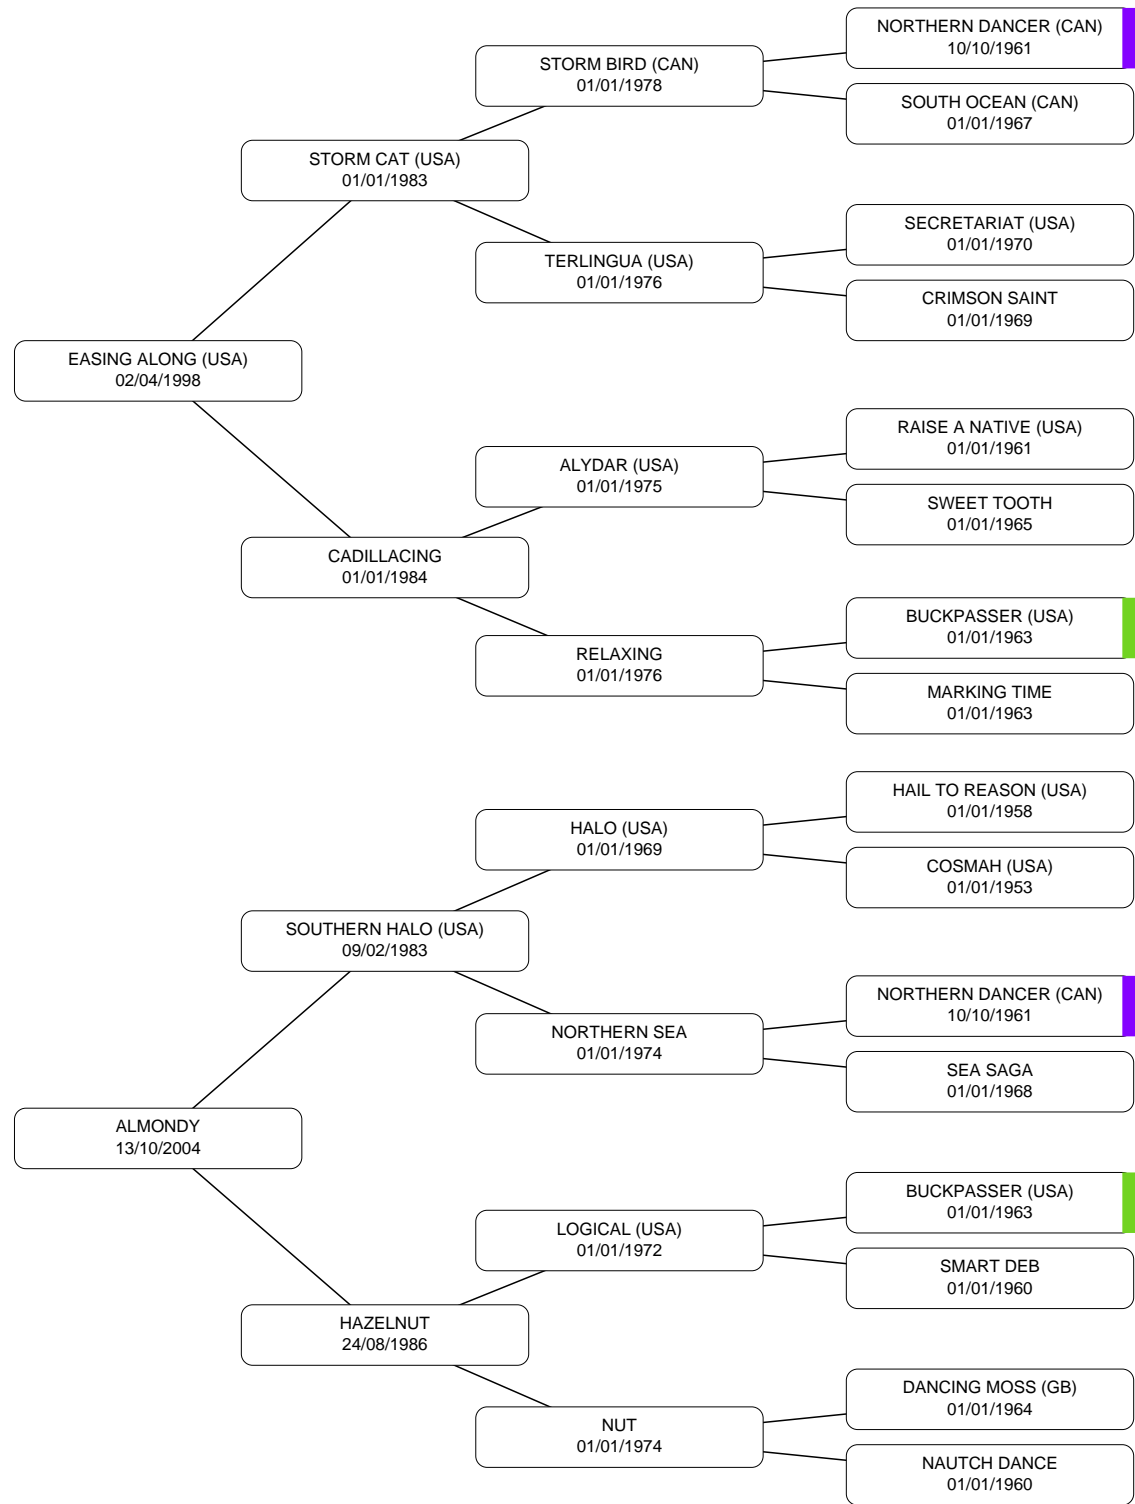 NORTHERN DANCER (CAN)
10/10/1961
STORM BIRD (CAN)
01/01/1978
SOUTH OCEAN (CAN)
01/01/1967
STORM CAT (USA)
01/01/1983
SECRETARIAT (USA)
01/01/1970
TERLINGUA (USA)
01/01/1976
CRIMSON SAINT
01/01/1969
EASING ALONG (USA)
02/04/1998
RAISE A NATIVE (USA)
01/01/1961
ALYDAR (USA)
01/01/1975
SWEET TOOTH
01/01/1965
CADILLACING
01/01/1984
BUCKPASSER (USA)
01/01/1963
RELAXING
01/01/1976
MARKING TIME
01/01/1963
HAIL TO REASON (USA)
01/01/1958
HALO (USA)
01/01/1969
COSMAH (USA)
01/01/1953
SOUTHERN HALO (USA)
09/02/1983
NORTHERN DANCER (CAN)
10/10/1961
NORTHERN SEA
01/01/1974
SEA SAGA
01/01/1968
ALMONDY
13/10/2004
BUCKPASSER (USA)
01/01/1963
LOGICAL (USA)
01/01/1972
SMART DEB
01/01/1960
HAZELNUT
24/08/1986
DANCING MOSS (GB)
01/01/1964
NUT
01/01/1974
NAUTCH DANCE
01/01/1960